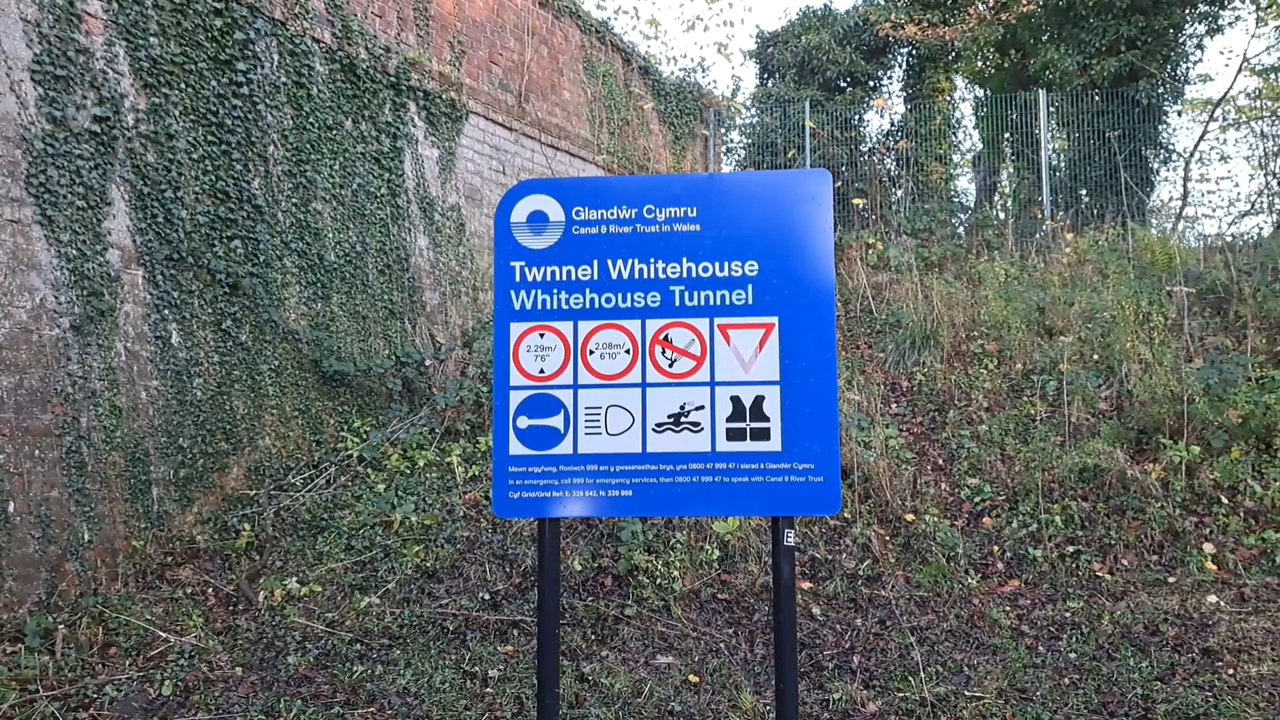 Glandŵr Cymru
Canal & River Trust in Wales
Twnnel Whitehouse
Whitehouse Tunnel
2.29m/
7'6"
2.08m/
6'10"
Mewn argyfwng, ffoniwch 999 am y gwasanaethau brys, yna 0800 47 999 47 i siarad â Glandŵr Cymru
In an emergency, call 999 for emergency services, then 0800 47 999 47 to speak with Canal & River Trust
Cyf Grid/Grid Ref: E: 328 842, N: 339 968
E